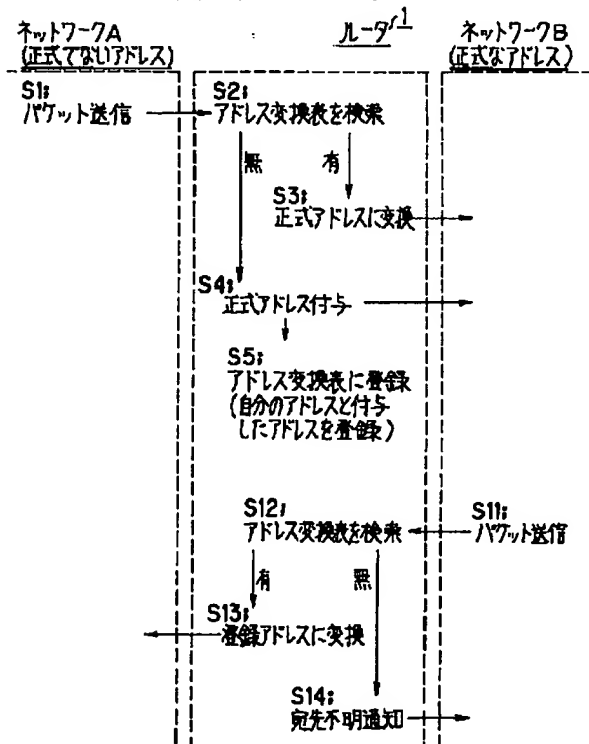 ネットワークA
(正式でないアドレス)
ルータ1
ネットワークB
(正式なアドレス)
S1:
パケット送信
S2:
アドレス変換表を検索
無
有
S3:
正式アドレスに変換
S4:
正式アドレス付与
S5:
アドレス変換表に登録
(自分のアドレスと付与
したアドレスを登録)
S12:
アドレス変換表を検索
S11:
パケット送信
有
無
S13:
登録アドレスに変換
S14:
宛先不明通知